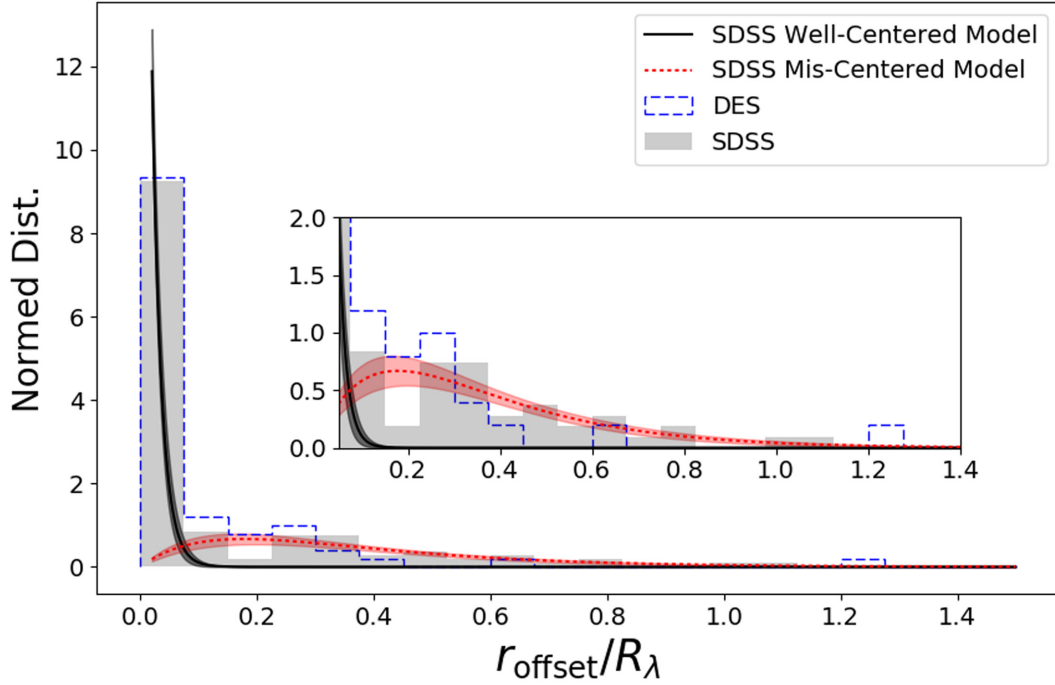 Normed Dist.
12
10
8
6
4
2
0
SDSS Well-Centered Model
SDSS Mis-Centered Model
DES
SDSS
2.0
1.5
1.0
0.5
0.0
0.2 0.4 0.6 0.8 1.0 1.2 1.4
0.0 0.2 0.4 0.6 0.8 1.0 1.2 1.4
r_offset/R_λ